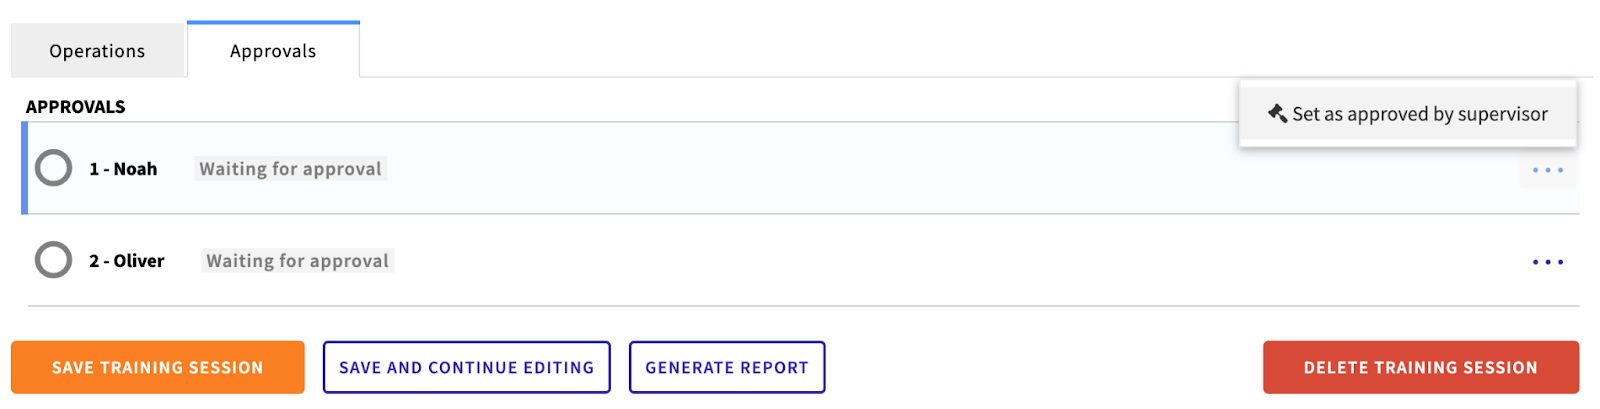 Operations
Approvals
APPROVALS
Set as approved by supervisor
1 - Noah Waiting for approval
2 - Oliver Waiting for approval
SAVE TRAINING SESSION
SAVE AND CONTINUE EDITING
GENERATE REPORT
DELETE TRAINING SESSION